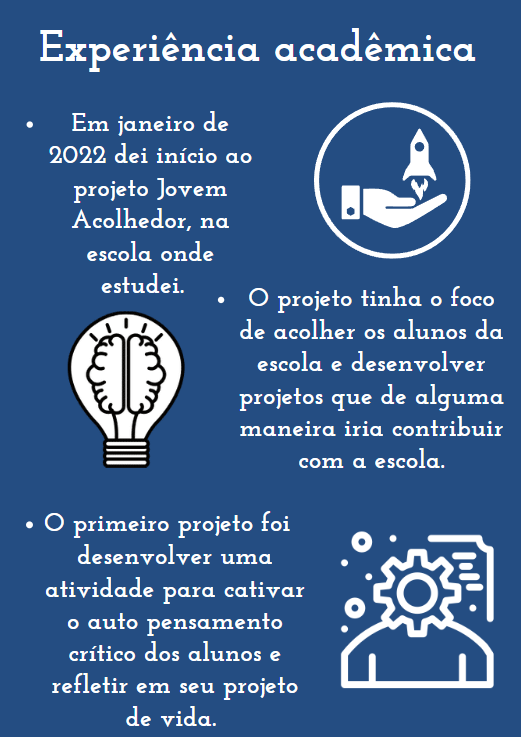 Experiência acadêmica
• Em janeiro de
2022 dei início ao
projeto Jovem
Acolhedor, na
escola onde
estudei.
• O projeto tinha o foco
de acolher os alunos da
escola e desenvolver
projetos que de alguma
maneira iria contribuir
com a escola.
• O primeiro projeto foi
desenvolver uma
atividade para cativar
o auto pensamento
crítico dos alunos e
refletir em seu projeto
de vida.